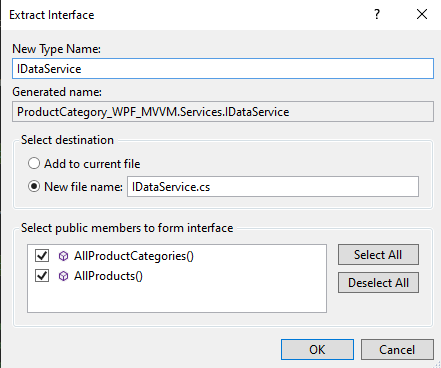 Extract Interface
New Type Name:
IDataService
Generated name:
ProductCategory_WPF_MVVM.Services.IDataService
Select destination
Add to current file
New file name: IDataService.cs
Select public members to form interface
AllProductCategories()
Select All
AllProducts()
Deselect All
OK Cancel